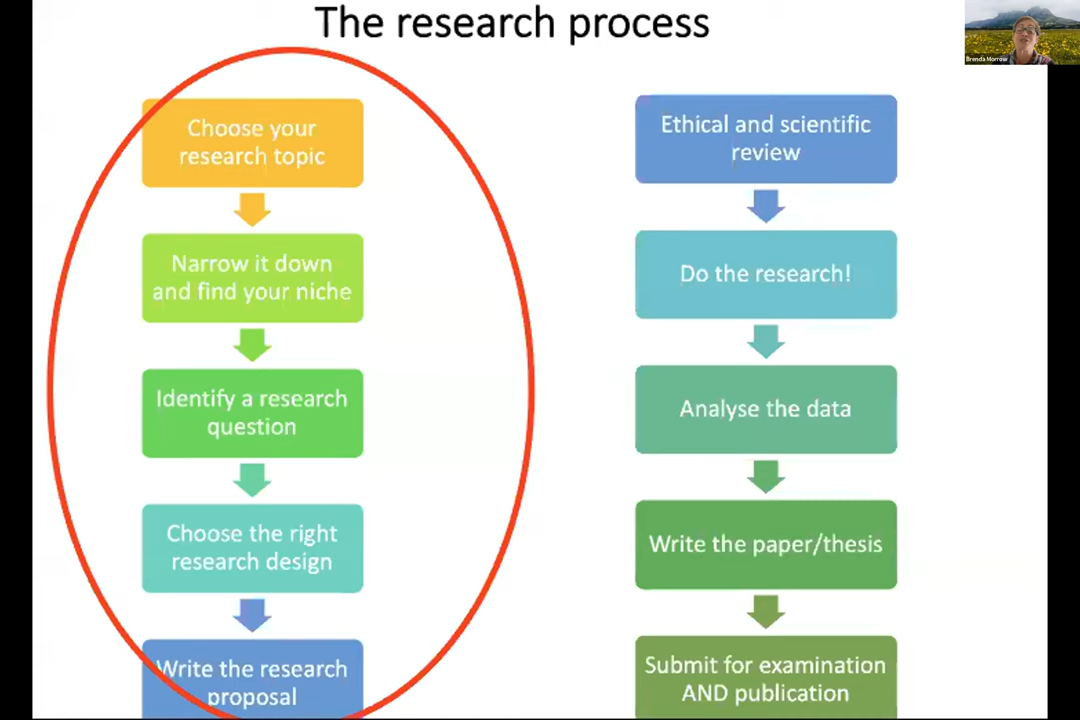 The research process
Brenda Morrow
Choose your
research topic
Narrow it down
and find your niche
Identify a research
question
Choose the right
research design
Write the research
proposal
Ethical and scientific
review
Do the research!
Analyse the data
Write the paper/thesis
Submit for examination
AND publication